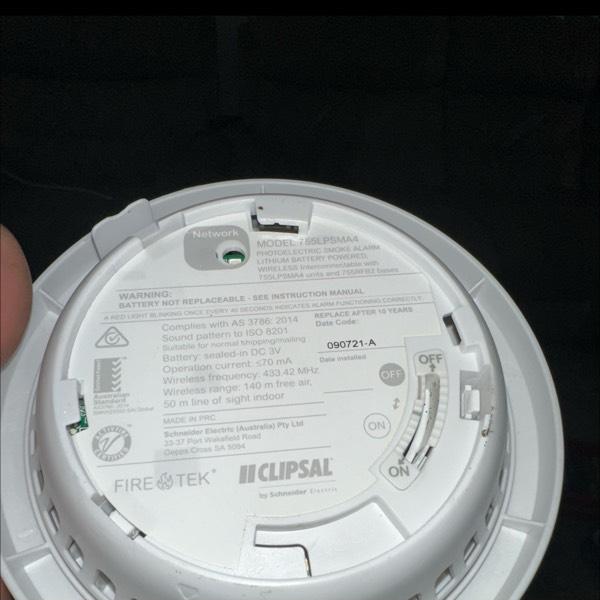 Network
MODEL 755LPSMA4
PHOTOELECTRIC SMOKE ALARM
LITHIUM BATTERY POWERED,
WIRELESS Interconnectable with
755LPSMA4 units and 755RFB2 bases
WARNING:
BATTERY NOT REPLACEABLE - SEE INSTRUCTION MANUAL
A RED LIGHT BLINKING ONCE EVERY 40 SECONDS INDICATES ALARM FUNCTIONING CORRECTLY.
Complies with AS 3786: 2014
Sound pattern to ISO 8201
Suitable for normal shipping/mailing
Battery: sealed-in DC 3V
Operation current: ≤70 mA
Wireless frequency: 433.42 MHz
Wireless range: 140 m free air,
50 m line of sight indoor
REPLACE AFTER 10 YEARS
Date Code:
090721-A
Date installed
OFF
OFF
ON
ON
Australian
Standard
MADE IN PRC
Schneider Electric (Australia) Pty Ltd
33-37 Port Wakefield Road
Gepps Cross SA 5094
FIRE TEK®
CLIPSAL
by Schneider Electric